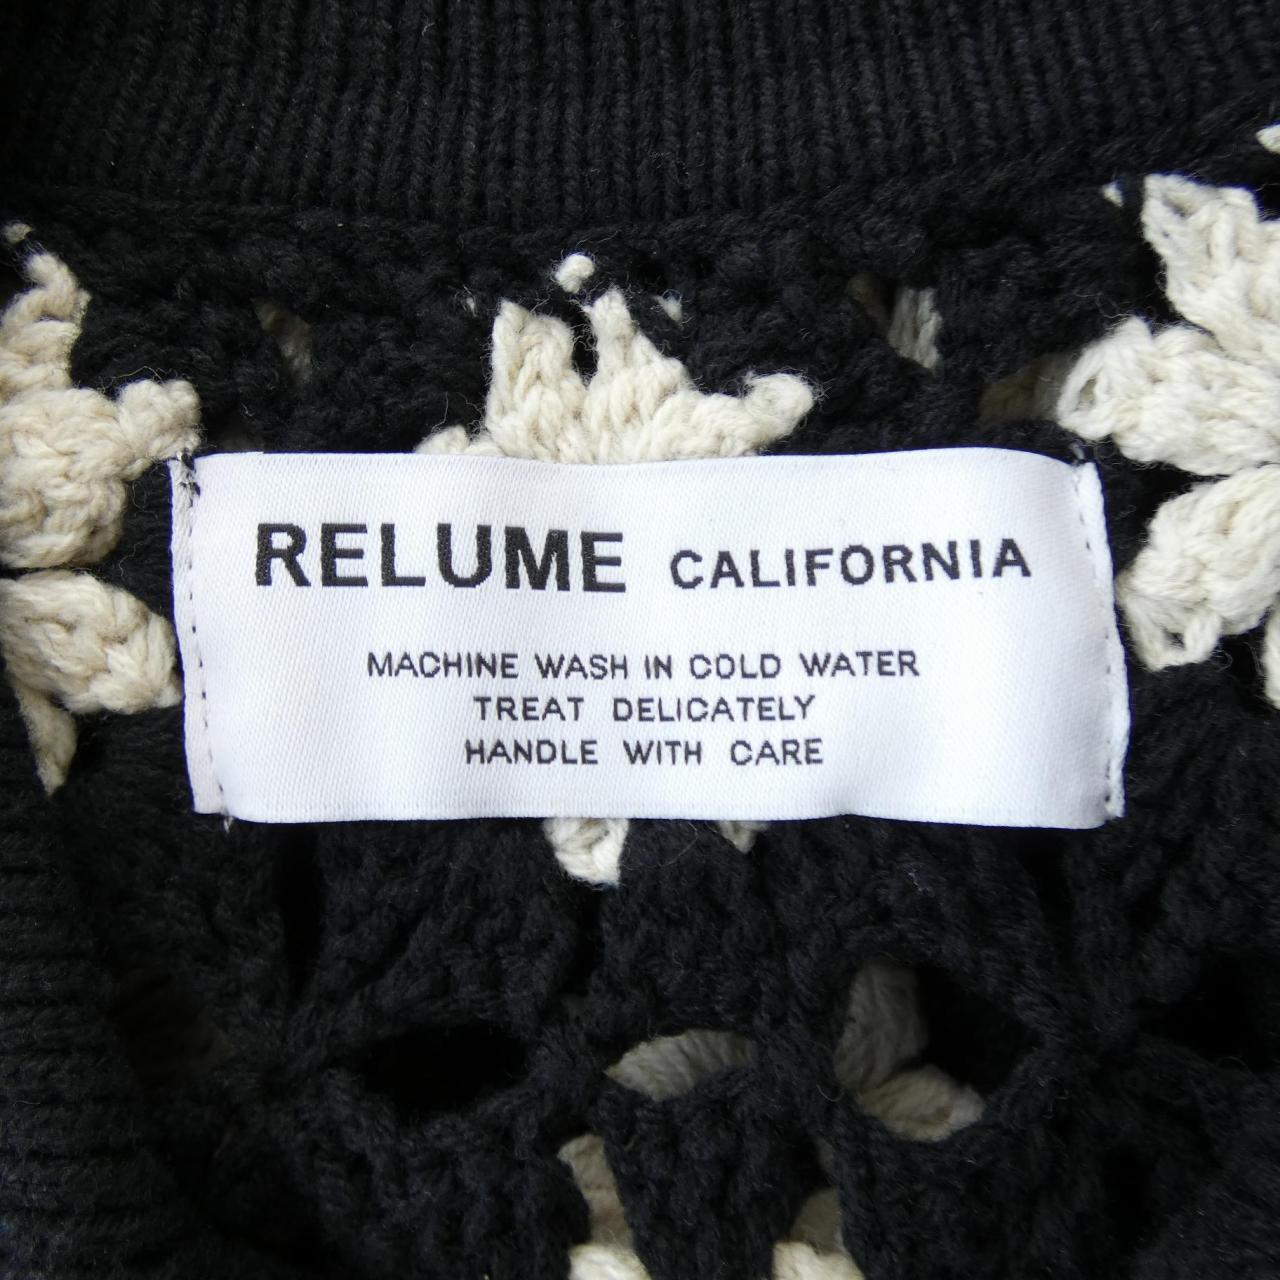 RELUME CALIFORNIA
MACHINE WASH IN COLD WATER
TREAT DELICATELY
HANDLE WITH CARE